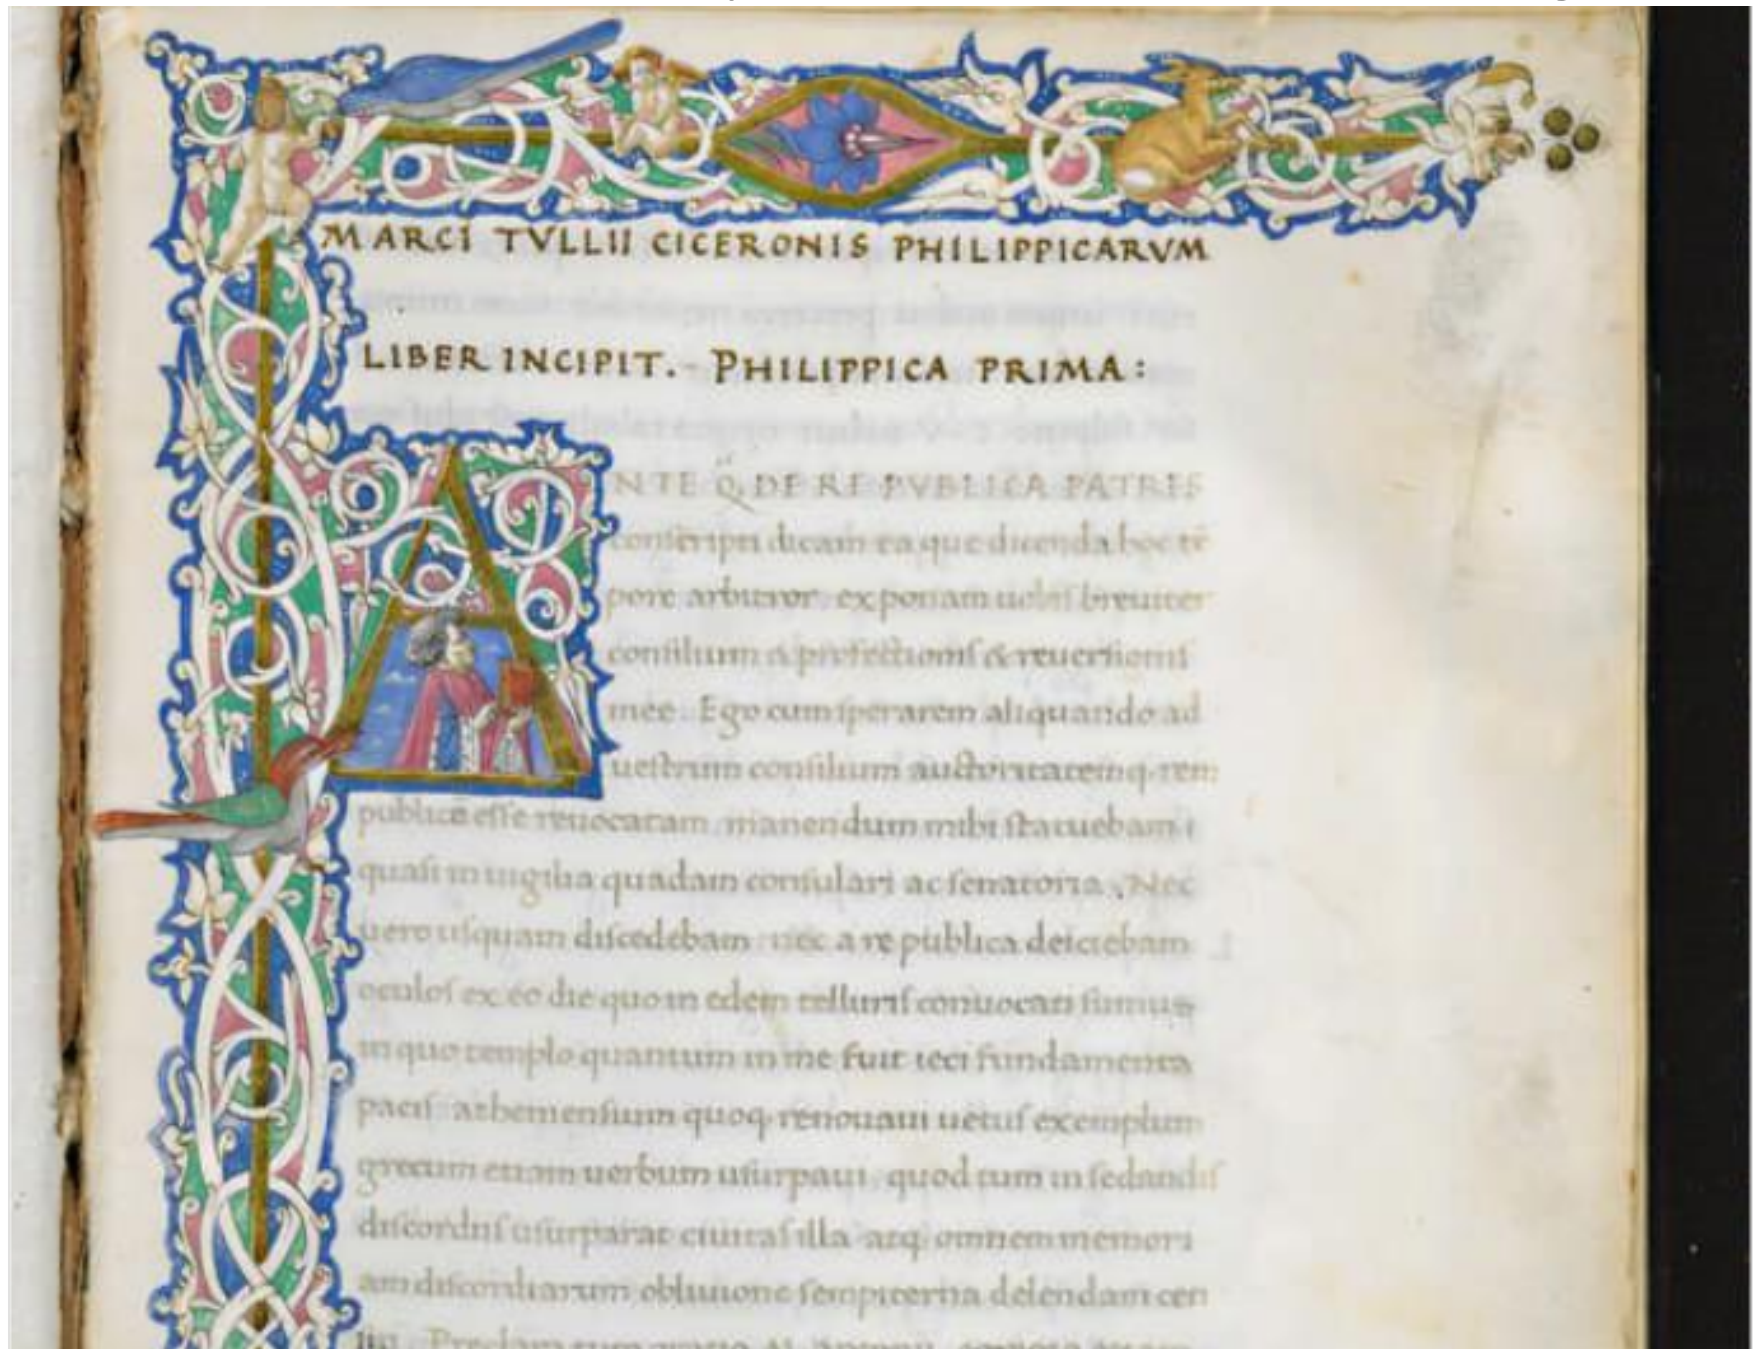 MARCI TVLLII CICERONIS PHILIPPICARVM
LIBER INCIPIT. PHILIPPICA PRIMA:
ANTE Q. DE RE PVBLICA PATRES
conscripti dicam ea que dicenda hoc tē
pore arbitror. exponam uobis breuiter
consilium & profectionis & reuersionis
mee. Ego cum sperarem aliquando ad
uestrum consilium auctoritatemq. rem
publicā esse reuocatam manendum mihi statuebam
quasi in uigilia quadam consulari ac senatoria. Nec
uero usquam discedebam nec a re publica deiciebam
oculos ex eo die quo in edem telluris conuocati sumus
in quo templo quantum in me fuit ieci fundamenta
pacis atheniensium quoq. renouaui uetus exemplum
grecum etiam uerbum usurpaui quod tum in sedandis
discordiis usurparat ciuitas illa atq. omnem memori
am discordiarum obliuione sempiterna delendam cen